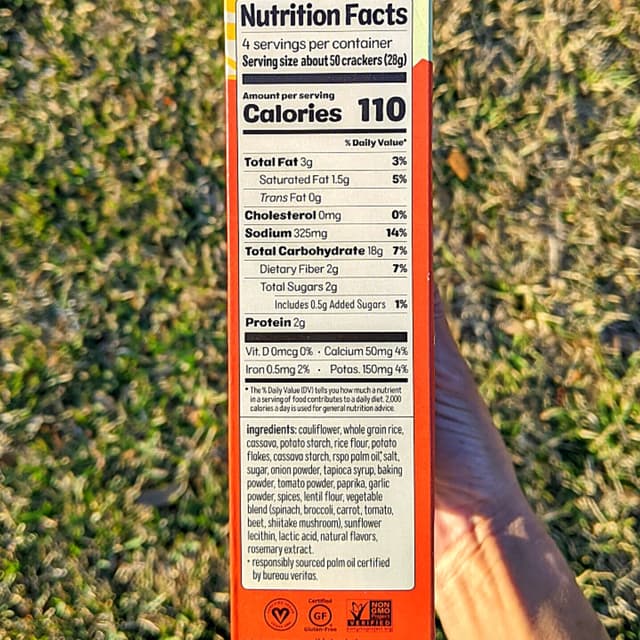 Nutrition Facts
4 servings per container
Serving size about 50 crackers (28g)
Amount per serving
Calories 110
% Daily Value*
Total Fat 3g 3%
Saturated Fat 1.5g 5%
Trans Fat 0g
Cholesterol 0mg 0%
Sodium 325mg 14%
Total Carbohydrate 18g 7%
Dietary Fiber 2g 7%
Total Sugars 2g
Includes 0.5g Added Sugars 1%
Protein 2g
Vit. D 0mcg 0% • Calcium 50mg 4%
Iron 0.5mg 2% • Potas. 150mg 4%
* The % Daily Value (DV) tells you how much a nutrient
in a serving of food contributes to a daily diet. 2,000
calories a day is used for general nutrition advice.
ingredients: cauliflower, whole grain rice,
cassava, potato starch, rice flour, potato
flakes, cassava starch, rspo palm oil*, salt,
sugar, onion powder, tapioca syrup, baking
powder, tomato powder, paprika, garlic
powder, spices, lentil flour, vegetable
blend (spinach, broccoli, carrot, tomato,
beet, shiitake mushroom), sunflower
lecithin, lactic acid, natural flavors,
rosemary extract.
* responsibly sourced palm oil certified
by bureau veritas.
Certified
GF
Gluten-Free
NON
GMO
Project
VERIFIED